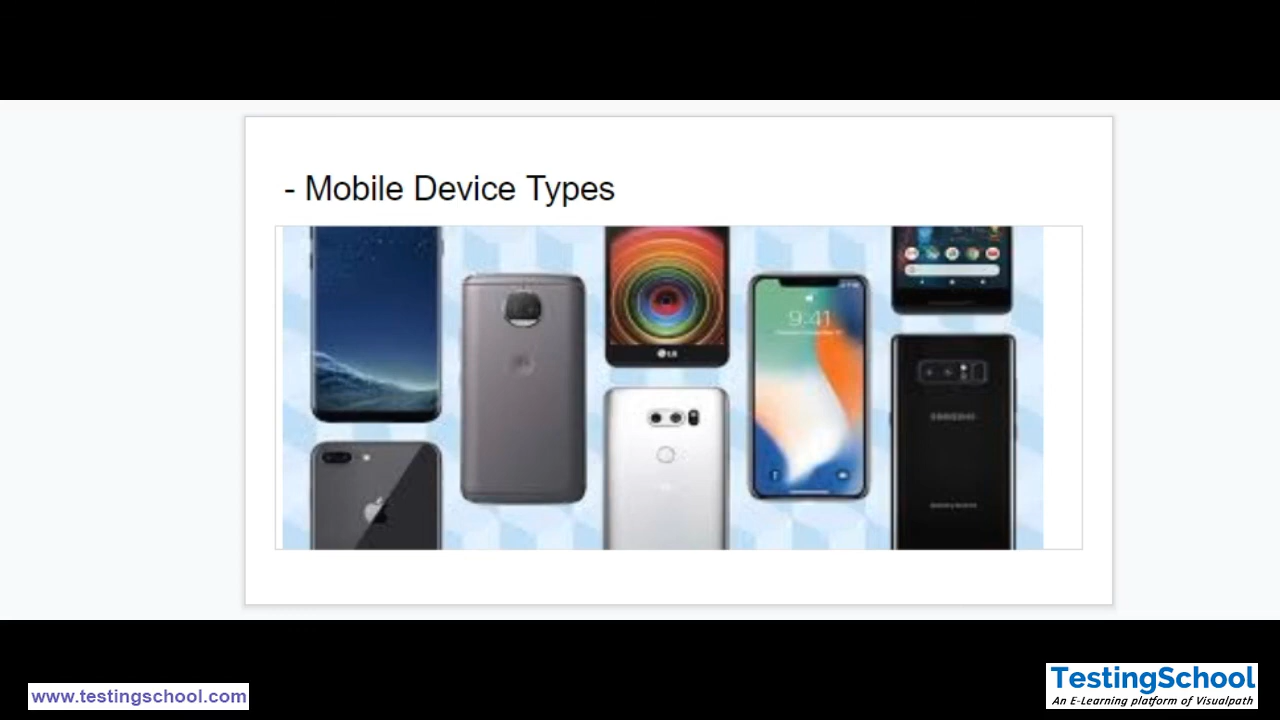 - Mobile Device Types
LG
9:41
SAMSUNG
www.testingschool.com
TestingSchool
An E-Learning platform of Visualpath